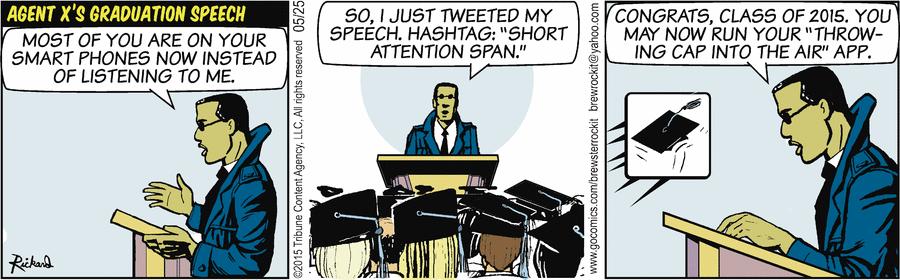 AGENT X'S GRADUATION SPEECH
MOST OF YOU ARE ON YOUR
SMART PHONES NOW INSTEAD
OF LISTENING TO ME.
Rickard
©2015 Tribune Content Agency, LLC. All rights reserved 05/25
SO, I JUST TWEETED MY
SPEECH. HASHTAG: "SHORT
ATTENTION SPAN."
www.gocomics.com/brewsterrockit brewrockit@yahoo.com
CONGRATS, CLASS OF 2015. YOU
MAY NOW RUN YOUR "THROW-
ING CAP INTO THE AIR" APP.